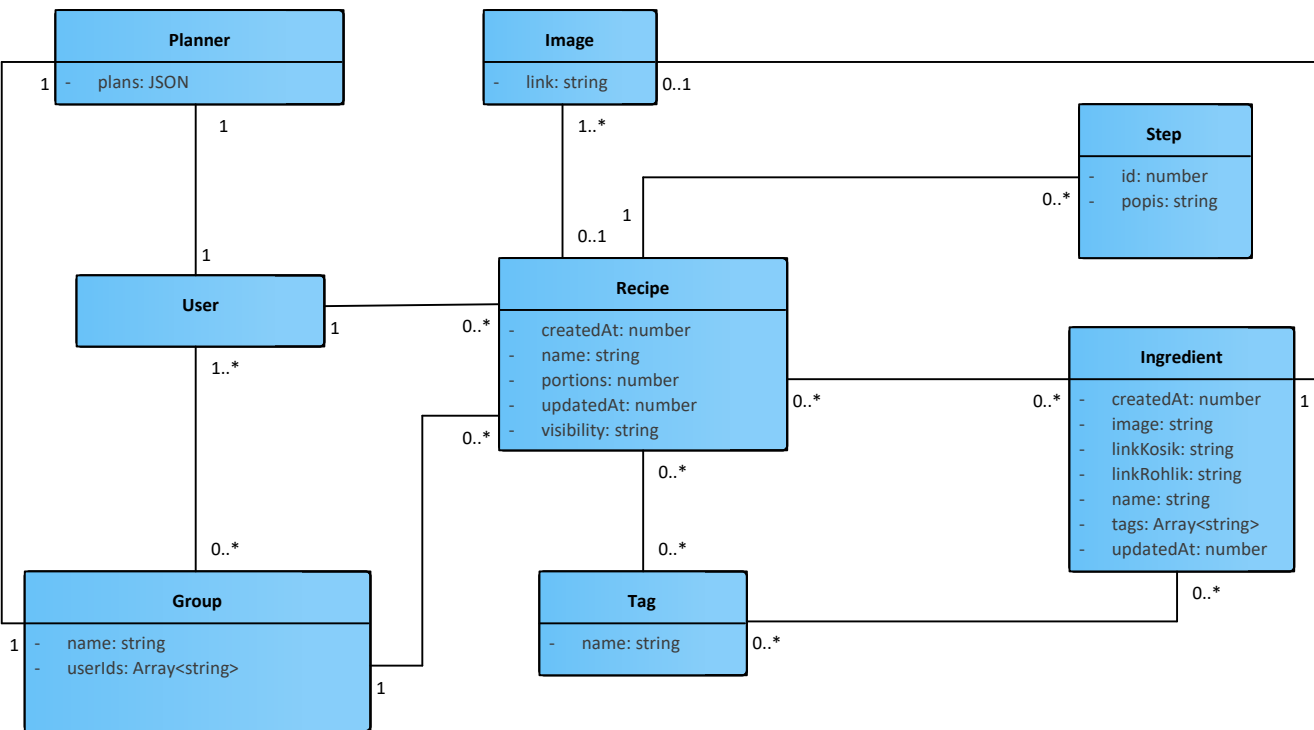 Planner
- plans: JSON
1
1
Image
- link: string
0..1
1..*
Step
- id: number
- popis: string
0..*
1
0..1
1
User
1
0..*
1..*
Recipe
- createdAt: number
- name: string
- portions: number
- updatedAt: number
- visibility: string
0..*
0..*
0..*
0..*
Ingredient
- createdAt: number
- image: string
- linkKosik: string
- linkRohlik: string
- name: string
- tags: Array<string>
- updatedAt: number
1
0..*
0..*
0..*
Group
- name: string
- userIds: Array<string>
1
1
Tag
- name: string
0..*